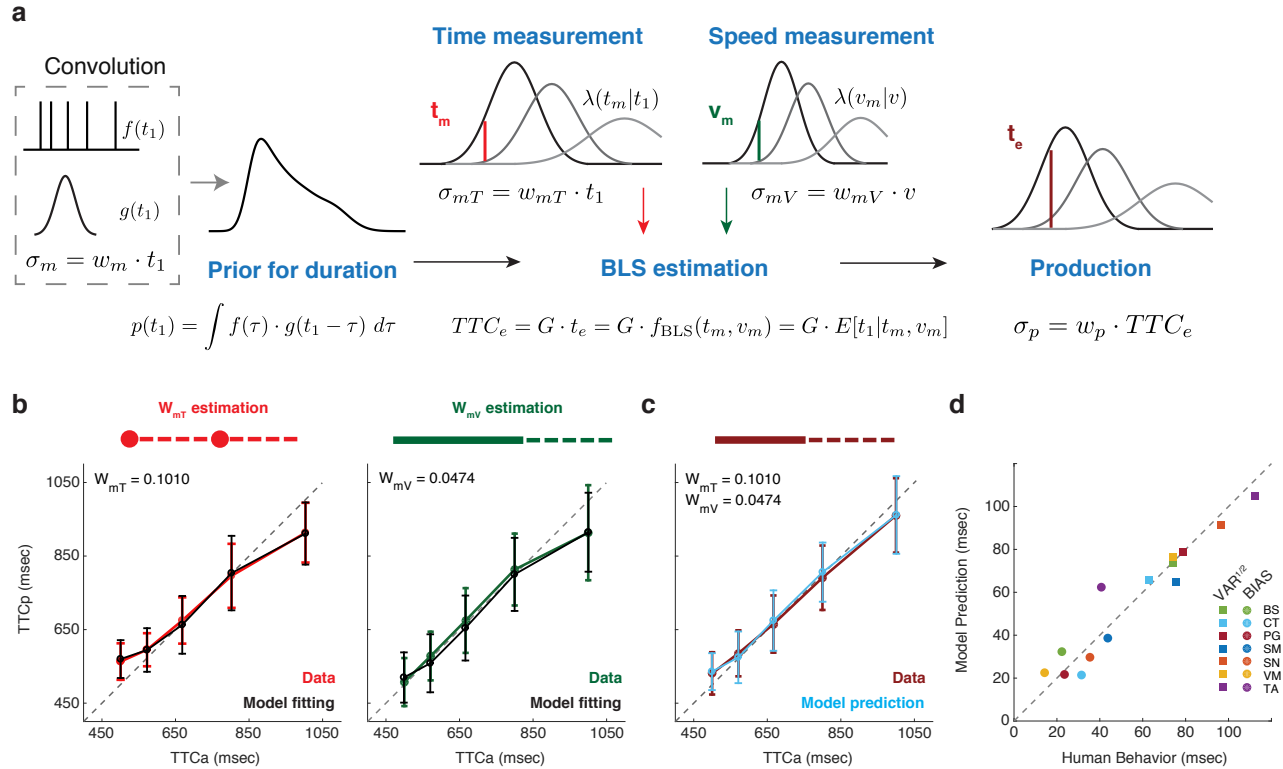 a
Convolution
f(t₁)
g(t₁)
σₘ = wₘ · t₁
Prior for duration
p(t₁) = ∫ f(τ) · g(t₁ − τ) dτ
Time measurement
tₘ
λ(tₘ|t₁)
σₘT = wₘT · t₁
Speed measurement
vₘ
λ(vₘ|v)
σₘV = wₘV · v
BLS estimation
TTCₑ = G · tₑ = G · f_BLS(tₘ, vₘ) = G · E[t₁|tₘ, vₘ]
tₑ
Production
σₚ = wₚ · TTCₑ
b
WmT estimation
WmT = 0.1010
1050
850
650
450
TTCp (msec)
Data
Model fitting
450 650 850 1050
TTCa (msec)
WmV estimation
WmV = 0.0474
Data
Model fitting
450 650 850 1050
TTCa (msec)
c
WmT = 0.1010
WmV = 0.0474
Data
Model prediction
450 650 850 1050
TTCa (msec)
d
Model Prediction (msec)
100
80
60
40
20
0
0 20 40 60 80 100
Human Behavior (msec)
VAR^1/2 BIAS
BS
CT
PG
SM
SN
VM
TA